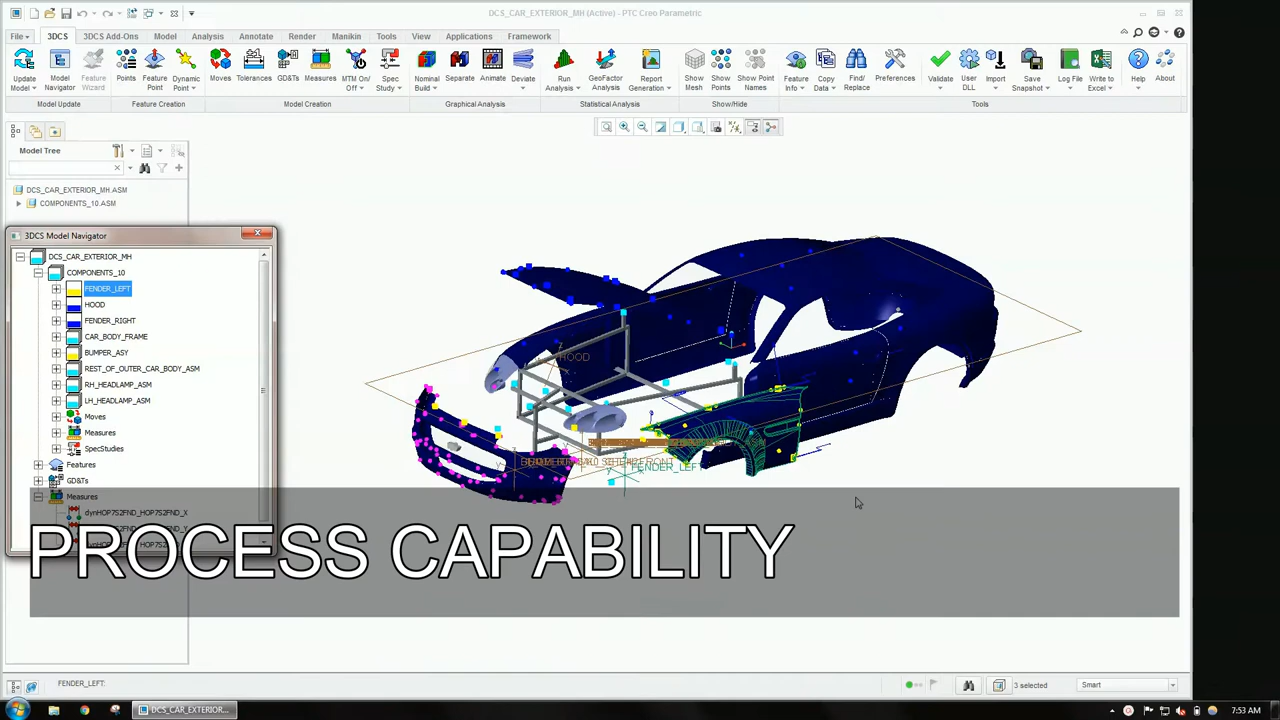 DCS_CAR_EXTERIOR_MH (Active) - PTC Creo Parametric
File 3DCS 3DCS Add-Ons Model Analysis Annotate Render Manikin Tools View Applications Framework
Update Model Model Navigator Feature Wizard Points Feature Point Dynamic Point Moves Tolerances GD&Ts Measures MTM On/Off Spec Study Nominal Build Separate Animate Deviate Run Analysis GeoFactor Analysis Report Generation Show Mesh Show Points Show Point Names Feature Info Copy Data Find/Replace Preferences Validate User DLL Import Save Snapshot Log File Write to Excel Help About
Model Update Feature Creation Model Creation Graphical Analysis Statistical Analysis Show/Hide Tools
Model Tree
DCS_CAR_EXTERIOR_MH.ASM
COMPONENTS_10.ASM
3DCS Model Navigator
DCS_CAR_EXTERIOR_MH
COMPONENTS_10
FENDER_LEFT
HOOD
FENDER_RIGHT
CAR_BODY_FRAME
BUMPER_ASY
REST_OF_OUTER_CAR_BODY_ASM
RH_HEADLAMP_ASM
LH_HEADLAMP_ASM
Moves
Measures
SpecStudies
Features
GD&Ts
Measures
dynHOP7S2FND_HOP7S2FND_X
HOOD
FENDER_LEFT
PROCESS CAPABILITY
FENDER_LEFT:
3 selected
Smart
DCS_CAR_EXTERIOR...
7:53 AM